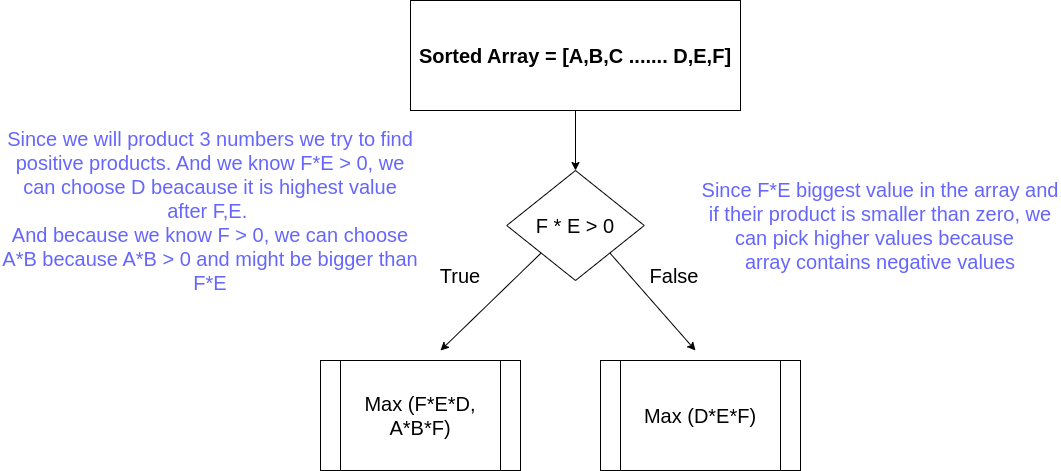 Sorted Array = [A,B,C ....... D,E,F]
Since we will product 3 numbers we try to find
positive products. And we know F*E > 0, we
can choose D beacause it is highest value
after F,E.
And because we know F > 0, we can choose
A*B because A*B > 0 and might be bigger than
F*E
Since F*E biggest value in the array and
if their product is smaller than zero, we
can pick higher values because
array contains negative values
F * E > 0
True
False
Max (F*E*D,
A*B*F)
Max (D*E*F)